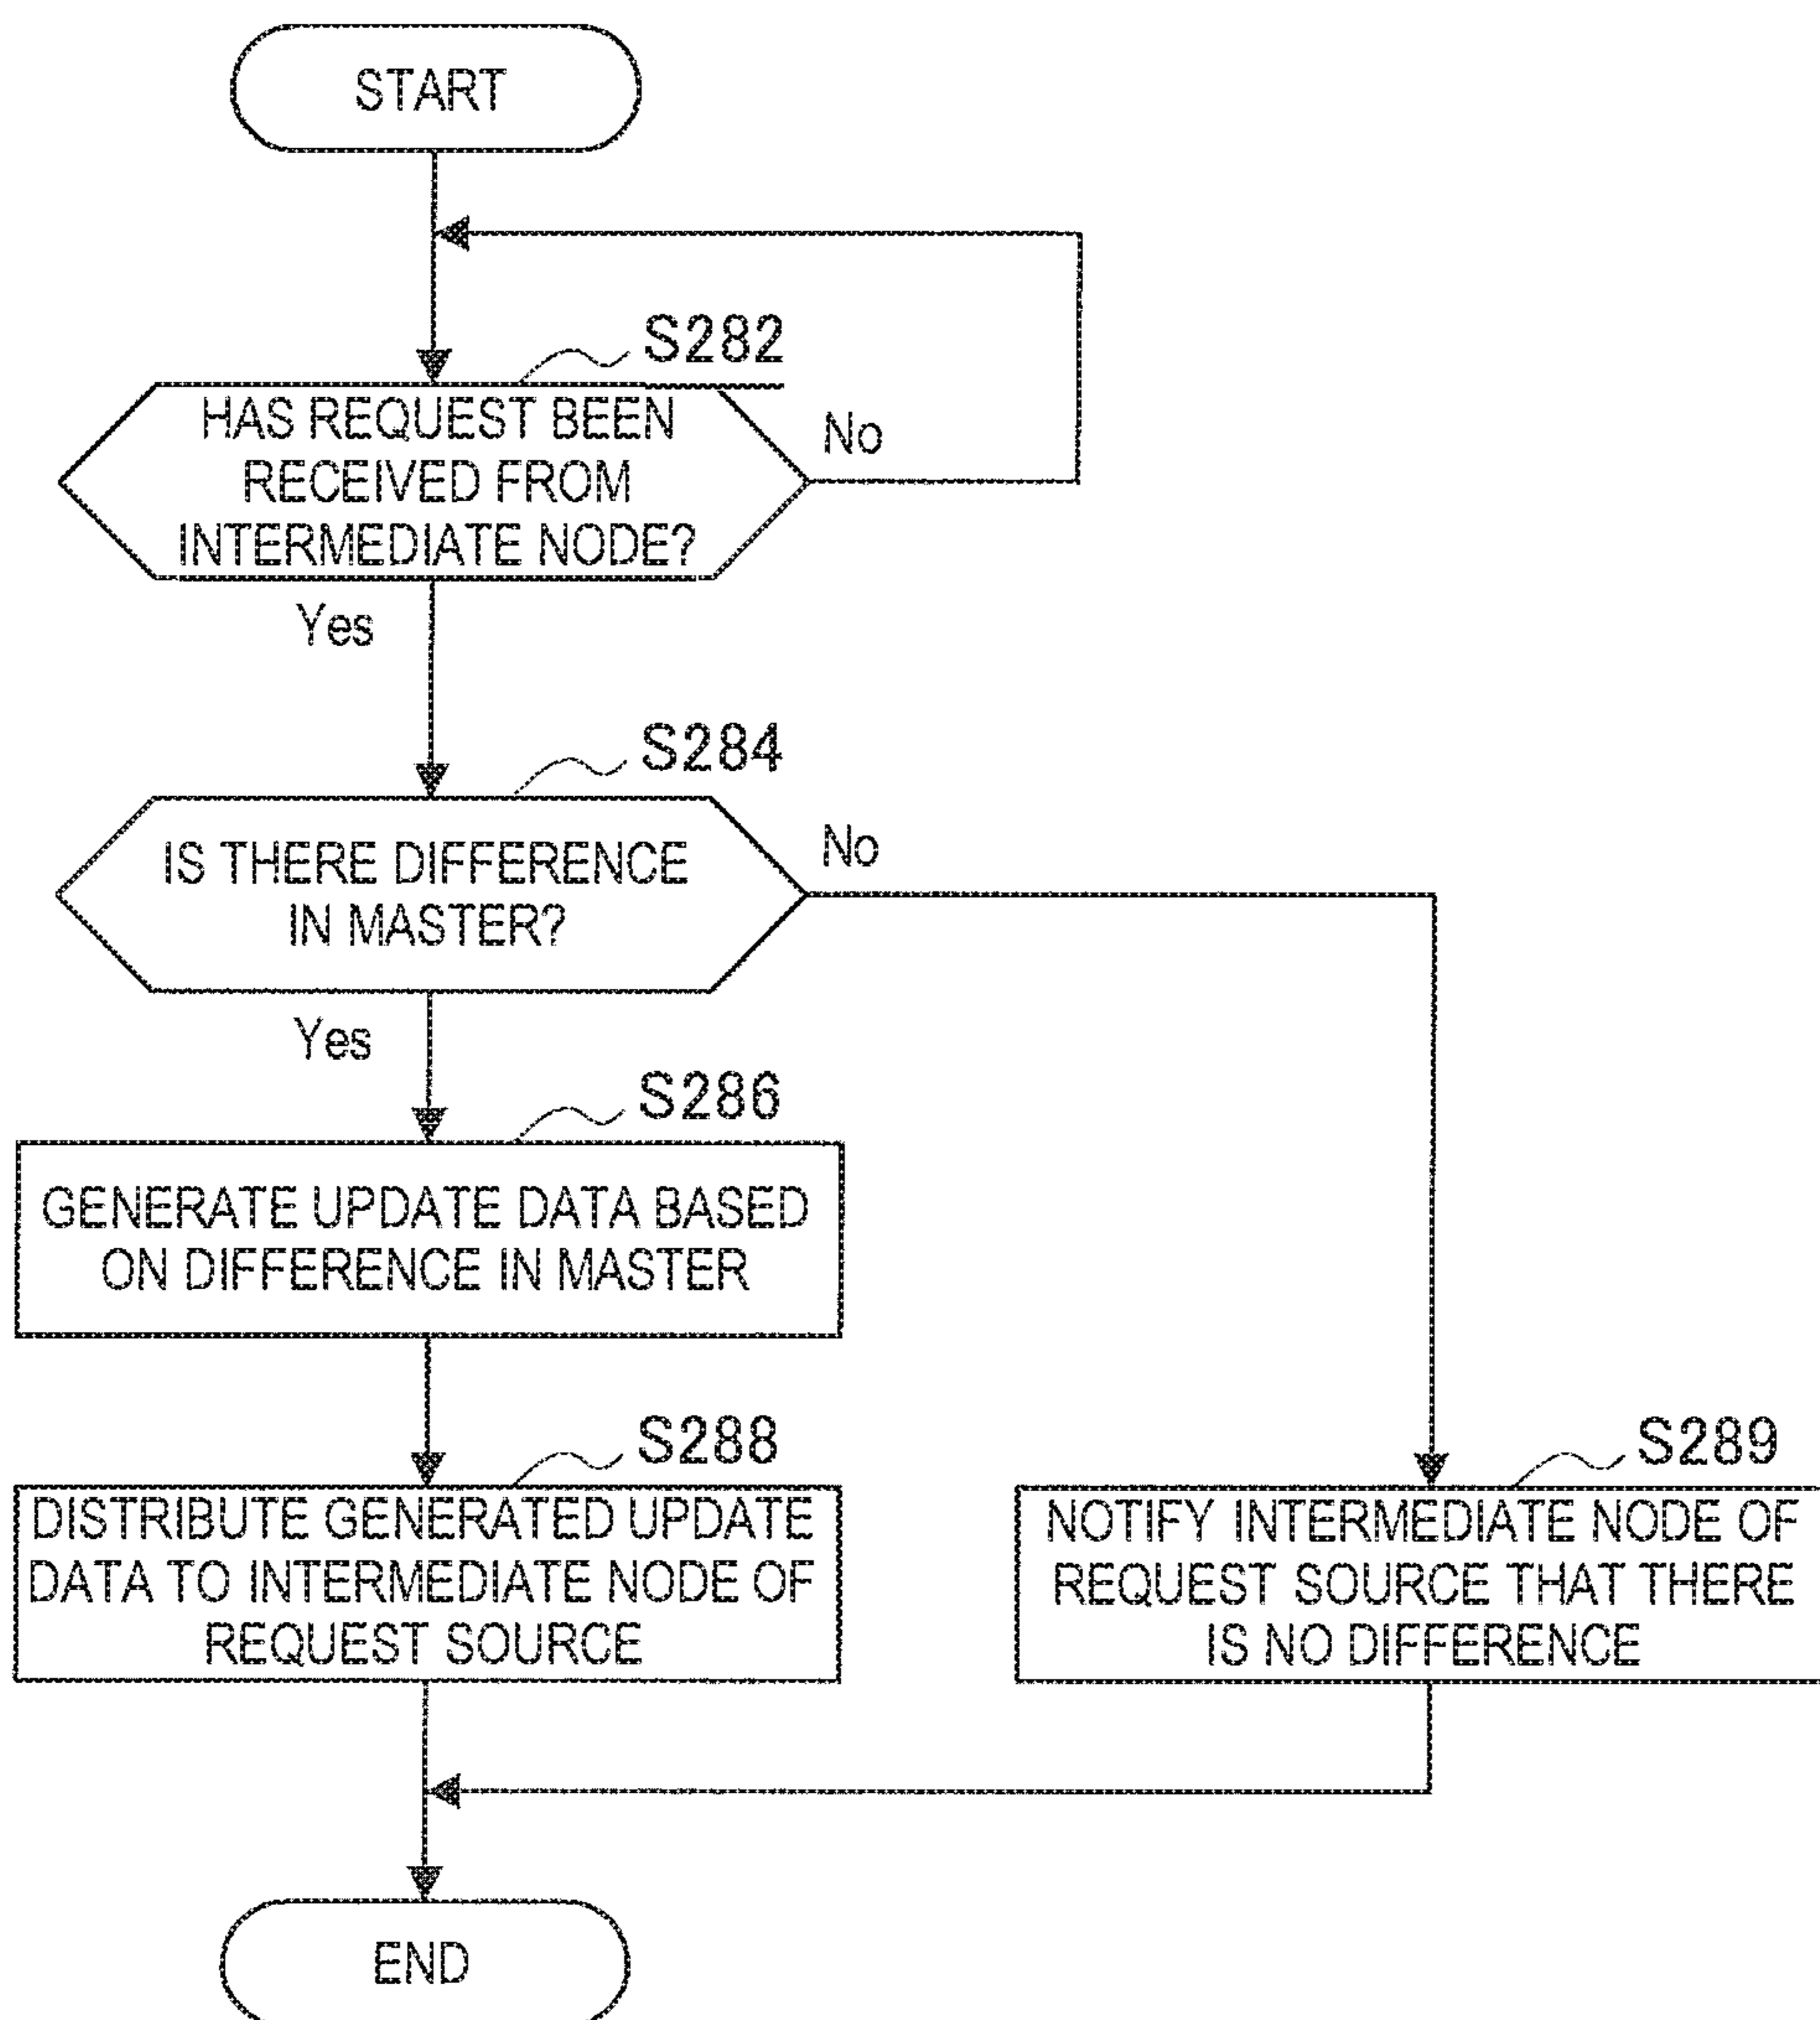 START
S282
HAS REQUEST BEEN
RECEIVED FROM
INTERMEDIATE NODE?
No
Yes
S284
IS THERE DIFFERENCE
IN MASTER?
No
Yes
S286
GENERATE UPDATE DATA BASED
ON DIFFERENCE IN MASTER
S288
DISTRIBUTE GENERATED UPDATE
DATA TO INTERMEDIATE NODE OF
REQUEST SOURCE
S289
NOTIFY INTERMEDIATE NODE OF
REQUEST SOURCE THAT THERE
IS NO DIFFERENCE
END